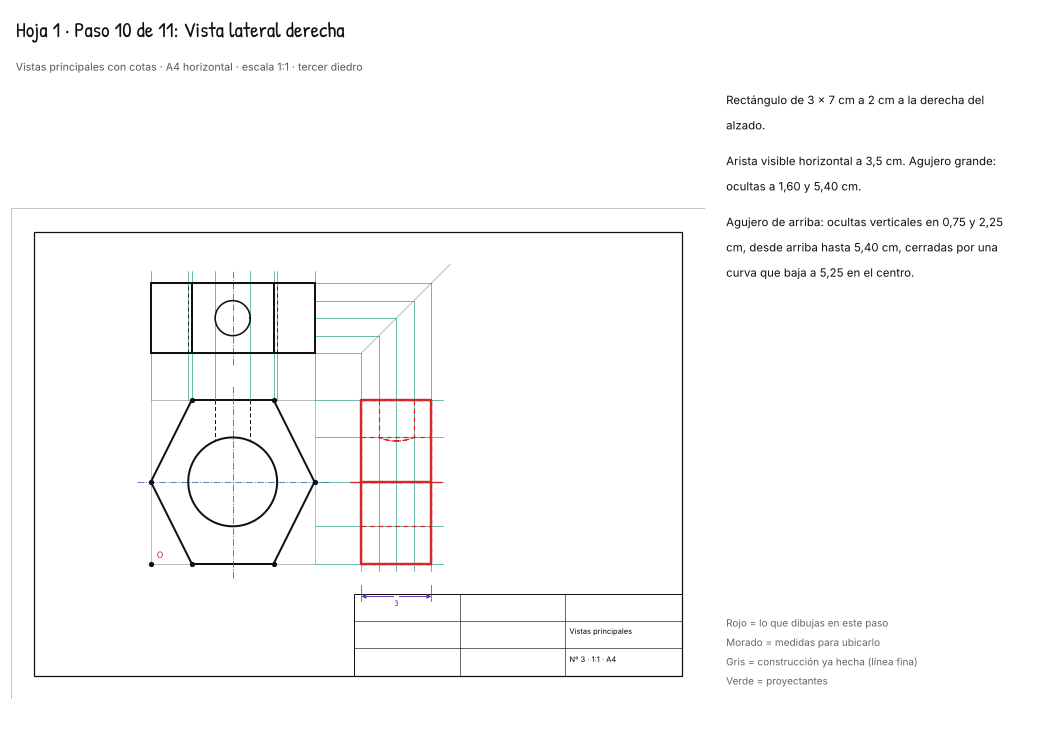 Hoja 1 · Paso 10 de 11: Vista lateral derecha
Vistas principales con cotas · A4 horizontal · escala 1:1 · tercer diedro
Rectángulo de 3 × 7 cm a 2 cm a la derecha del
alzado.
Arista visible horizontal a 3,5 cm. Agujero grande:
ocultas a 1,60 y 5,40 cm.
Agujero de arriba: ocultas verticales en 0,75 y 2,25
cm, desde arriba hasta 5,40 cm, cerradas por una
curva que baja a 5,25 en el centro.
O
3
Vistas principales
Nº 3 · 1:1 · A4
Rojo = lo que dibujas en este paso
Morado = medidas para ubicarlo
Gris = construcción ya hecha (línea fina)
Verde = proyectantes